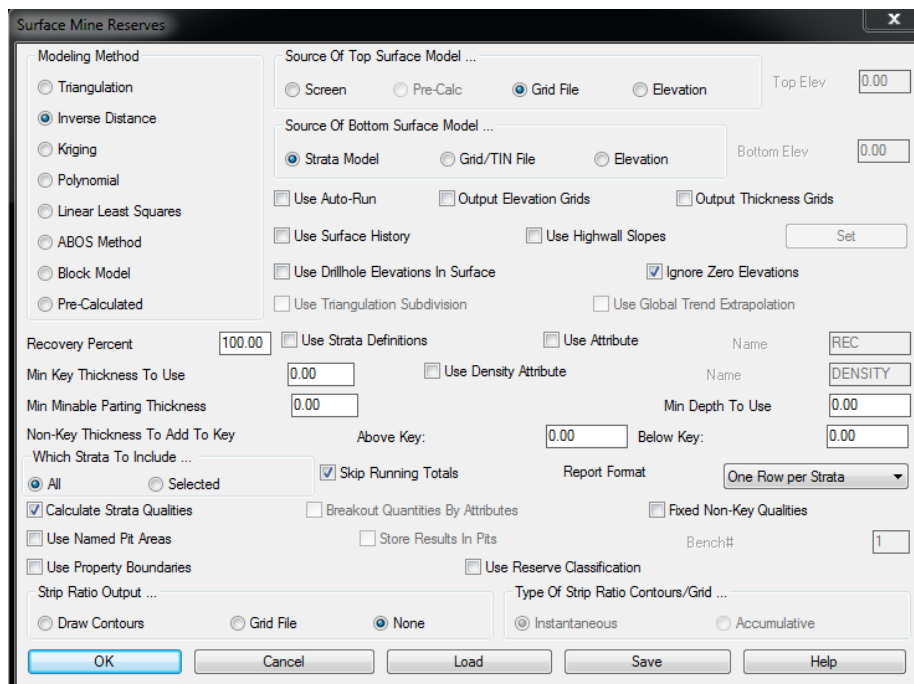 Surface Mine Reserves
X
Modeling Method
Triangulation
Inverse Distance
Kriging
Polynomial
Linear Least Squares
ABOS Method
Block Model
Pre-Calculated
Source Of Top Surface Model ...
Screen Pre-Calc Grid File Elevation
Top Elev 0.00
Source Of Bottom Surface Model ...
Strata Model Grid/TIN File Elevation
Bottom Elev 0.00
Use Auto-Run Output Elevation Grids Output Thickness Grids
Use Surface History Use Highwall Slopes Set
Use Drillhole Elevations In Surface Ignore Zero Elevations
Use Triangulation Subdivision Use Global Trend Extrapolation
Recovery Percent 100.00 Use Strata Definitions Use Attribute Name REC
Min Key Thickness To Use 0.00 Use Density Attribute Name DENSITY
Min Minable Parting Thickness 0.00 Min Depth To Use 0.00
Non-Key Thickness To Add To Key Above Key: 0.00 Below Key: 0.00
Which Strata To Include ...
All Selected
Skip Running Totals Report Format One Row per Strata
Calculate Strata Qualities Breakout Quantities By Attributes Fixed Non-Key Qualities
Use Named Pit Areas Store Results In Pits Bench# 1
Use Property Boundaries Use Reserve Classification
Strip Ratio Output ...
Draw Contours Grid File None
Type Of Strip Ratio Contours/Grid ...
Instantaneous Accumulative
OK Cancel Load Save Help